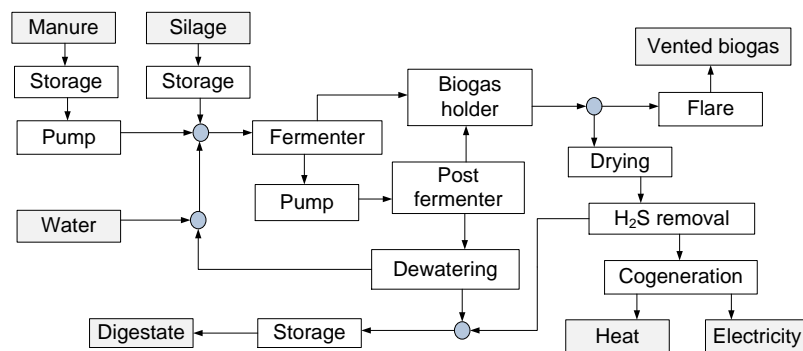 Manure
Silage
Vented biogas
Storage
Storage
Biogas
holder
Flare
Pump
Fermenter
Drying
Pump
Post
fermenter
Water
H₂S removal
Dewatering
Cogeneration
Digestate
Storage
Heat
Electricity